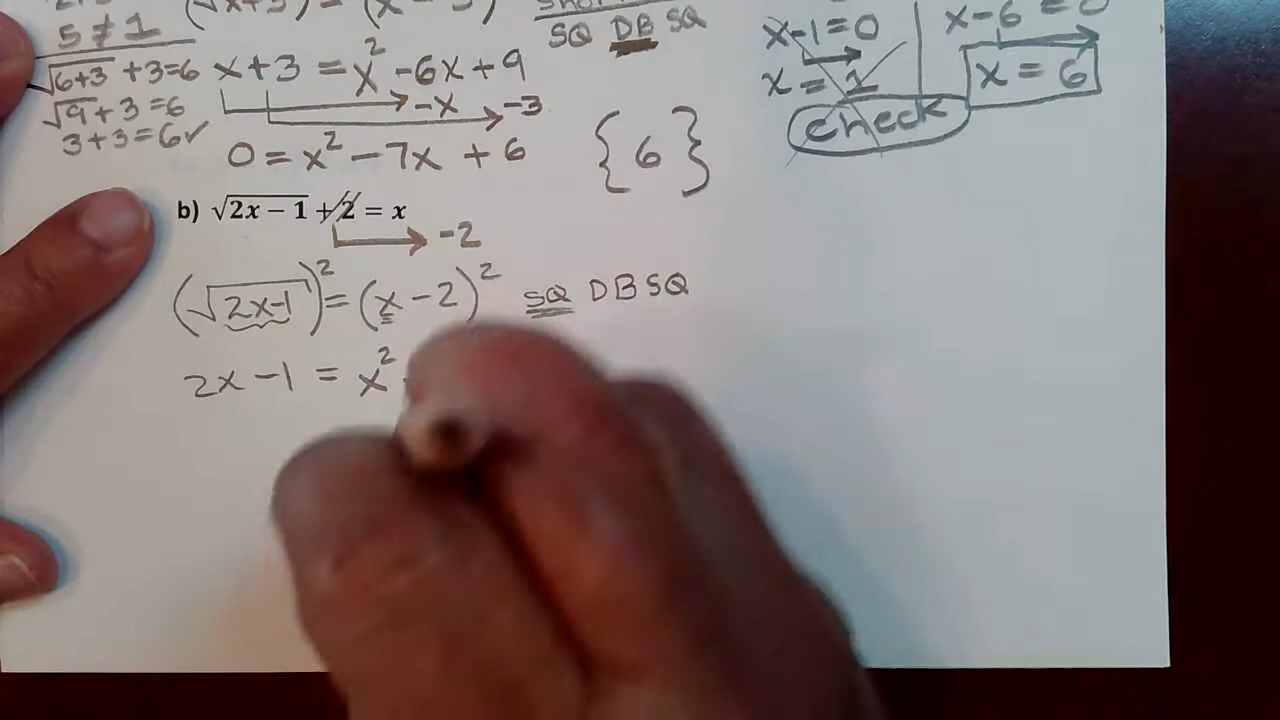 5 ≠ 1
√6+3 + 3 = 6
√9 + 3 = 6
3 + 3 = 6 ✓
x + 3 = x² - 6x + 9
-x -3
0 = x² - 7x + 6
SQ DB SQ
{6}
x - 1 = 0
x = 1
check
x - 6 = 0
x = 6
b) √2x − 1 + 2 = x
-2
(√2x-1)² = (x - 2)² SQ DB SQ
2x - 1 = x²